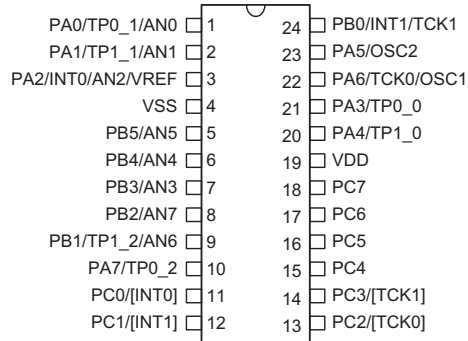 PA0/TP0_1/AN0 1 24 PB0/INT1/TCK1
PA1/TP1_1/AN1 2 23 PA5/OSC2
PA2/INT0/AN2/VREF 3 22 PA6/TCK0/OSC1
VSS 4 21 PA3/TP0_0
PB5/AN5 5 20 PA4/TP1_0
PB4/AN4 6 19 VDD
PB3/AN3 7 18 PC7
PB2/AN7 8 17 PC6
PB1/TP1_2/AN6 9 16 PC5
PA7/TP0_2 10 15 PC4
PC0/[INT0] 11 14 PC3/[TCK1]
PC1/[INT1] 12 13 PC2/[TCK0]